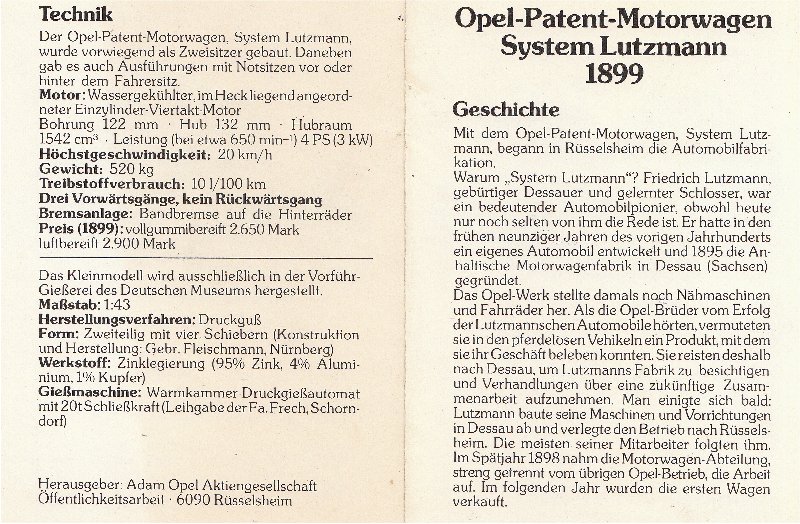 Technik
Der Opel-Patent-Motorwagen, System Lutzmann,
wurde vorwiegend als Zweisitzer gebaut. Daneben
gab es auch Ausführungen mit Notsitzen vor oder
hinter dem Fahrersitz.
Motor: Wassergekühlter, im Heck liegend angeord-
neter Einzylinder-Viertakt-Motor
Bohrung 122 mm · Hub 132 mm · Hubraum
1542 cm³ · Leistung (bei etwa 650 min⁻¹) 4 PS (3 kW)
Höchstgeschwindigkeit: 20 km/h
Gewicht: 520 kg
Treibstoffverbrauch: 10 l/100 km
Drei Vorwärtsgänge, kein Rückwärtsgang
Bremsanlage: Bandbremse auf die Hinterräder
Preis (1899): vollgummibereift 2.650 Mark
luftbereift 2.900 Mark
Das Kleinmodell wird ausschließlich in der Vorführ-
Gießerei des Deutschen Museums hergestellt.
Maßstab: 1:43
Herstellungsverfahren: Druckguß
Form: Zweiteilig mit vier Schiebern (Konstruktion
und Herstellung: Gebr. Fleischmann, Nürnberg)
Werkstoff: Zinklegierung (95% Zink, 4% Alumi-
nium, 1% Kupfer)
Gießmaschine: Warmkammer Druckgießautomat
mit 20t Schließkraft (Leihgabe der Fa. Frech, Schorn-
dorf)
Herausgeber: Adam Opel Aktiengesellschaft
Öffentlichkeitsarbeit · 6090 Rüsselsheim
Opel-Patent-Motorwagen
System Lutzmann
1899
Geschichte
Mit dem Opel-Patent-Motorwagen, System Lutz-
mann, begann in Rüsselsheim die Automobilfabri-
kation.
Warum „System Lutzmann"? Friedrich Lutzmann,
gebürtiger Dessauer und gelernter Schlosser, war
ein bedeutender Automobilpionier, obwohl heute
nur noch selten von ihm die Rede ist. Er hatte in den
frühen neunziger Jahren des vorigen Jahrhunderts
ein eigenes Automobil entwickelt und 1895 die An-
haltische Motorwagenfabrik in Dessau (Sachsen)
gegründet.
Das Opel-Werk stellte damals noch Nähmaschinen
und Fahrräder her. Als die Opel-Brüder vom Erfolg
der Lutzmannschen Automobile hörten, vermuteten
sie in den pferdelosen Vehikeln ein Produkt, mit dem
sie ihr Geschäft beleben konnten. Sie reisten deshalb
nach Dessau, um Lutzmanns Fabrik zu besichtigen
und Verhandlungen über eine zukünftige Zusam-
menarbeit aufzunehmen. Man einigte sich bald:
Lutzmann baute seine Maschinen und Vorrichtungen
in Dessau ab und verlegte den Betrieb nach Rüssels-
heim. Die meisten seiner Mitarbeiter folgten ihm.
Im Spätjahr 1898 nahm die Motorwagen-Abteilung,
streng getrennt vom übrigen Opel-Betrieb, die Arbeit
auf. Im folgenden Jahr wurden die ersten Wagen
verkauft.